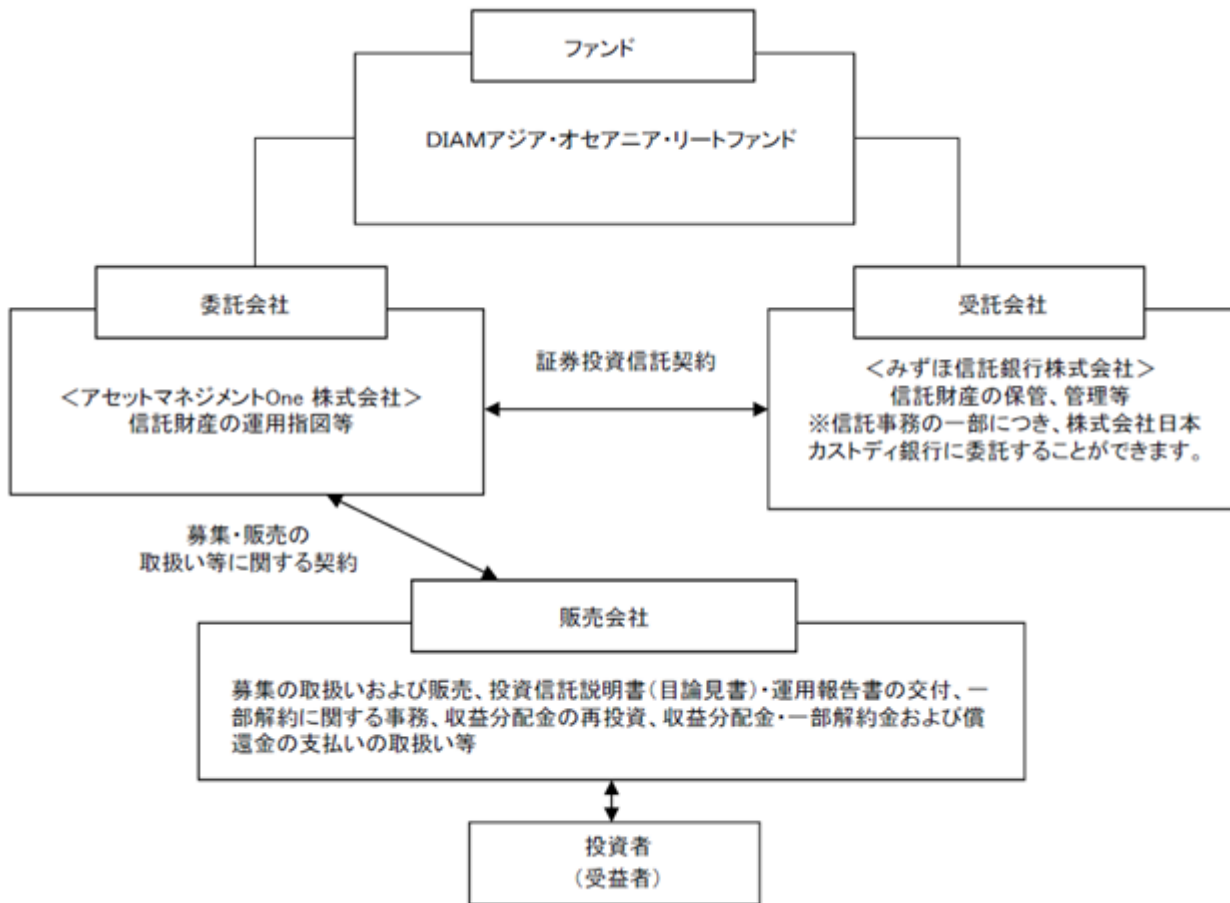 ファンド
DIAMアジア・オセアニア・リートファンド
委託会社
＜アセットマネジメントOne 株式会社＞
信託財産の運用指図等
証券投資信託契約
受託会社
＜みずほ信託銀行株式会社＞
信託財産の保管、管理等
※信託事務の一部につき、株式会社日本
カストディ銀行に委託することができます。
募集・販売の
取扱い等に関する契約
販売会社
募集の取扱いおよび販売、投資信託説明書(目論見書)・運用報告書の交付、一
部解約に関する事務、収益分配金の再投資、収益分配金・一部解約金および償
還金の支払いの取扱い等
投資者
（受益者）